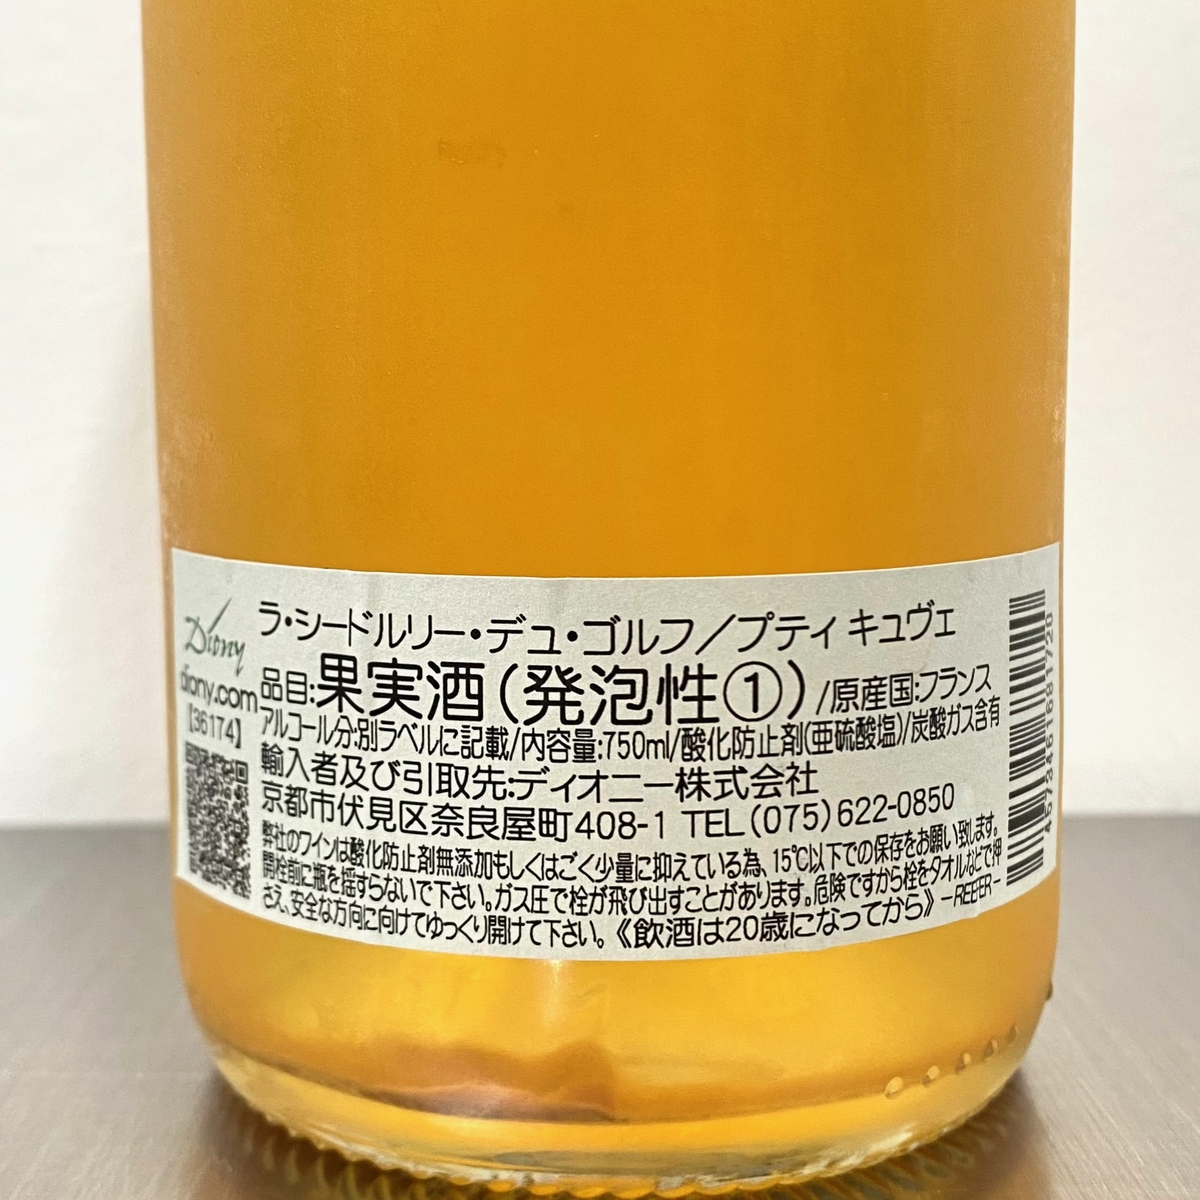 Diony
diony.com
【36174】
ラ・シードルリー・デュ・ゴルフ／プティ キュヴェ
品目:果実酒(発泡性①)/原産国:フランス
アルコール分:別ラベルに記載/内容量:750ml/酸化防止剤(亜硫酸塩)/炭酸ガス含有
輸入者及び引取先:ディオニー株式会社
京都市伏見区奈良屋町408-1 TEL(075)622-0850
弊社のワインは酸化防止剤無添加もしくはごく少量に抑えている為、15℃以下での保存をお願い致します。
開栓前に瓶を揺すらないで下さい。ガス圧で栓が飛び出すことがあります。危険ですから栓をタオルなどで押
さえ、安全な方向に向けてゆっくり開けて下さい。《飲酒は20歳になってから》-REEER-